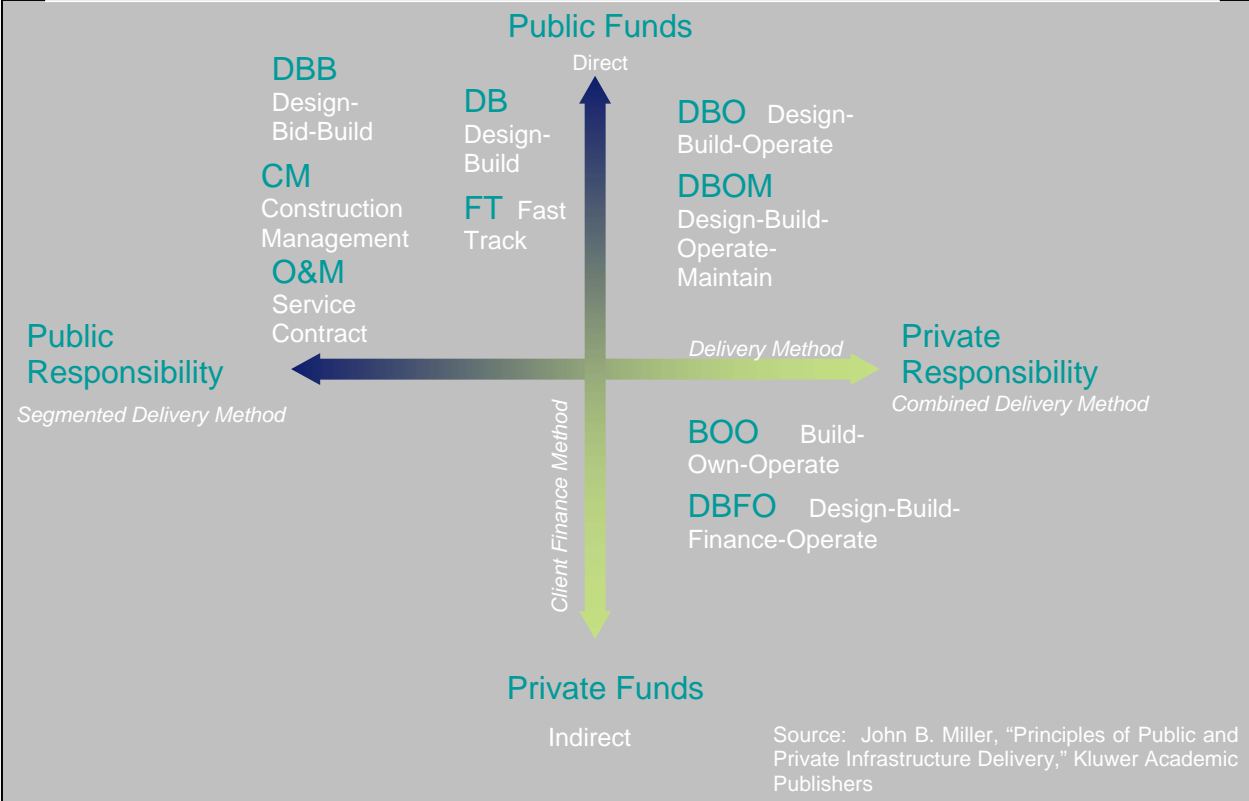 Public Funds
Direct
DBB
Design-
Bid-Build
DB
Design-
Build
DBO Design-
Build-Operate
CM
Construction
Management
FT Fast
Track
DBOM
Design-Build-
Operate-
Maintain
O&M
Service
Contract
Public
Responsibility
Segmented Delivery Method
Delivery Method
Private
Responsibility
Combined Delivery Method
Client Finance Method
BOO Build-
Own-Operate
DBFO Design-Build-
Finance-Operate
Private Funds
Indirect
Source: John B. Miller, “Principles of Public and
Private Infrastructure Delivery,” Kluwer Academic
Publishers